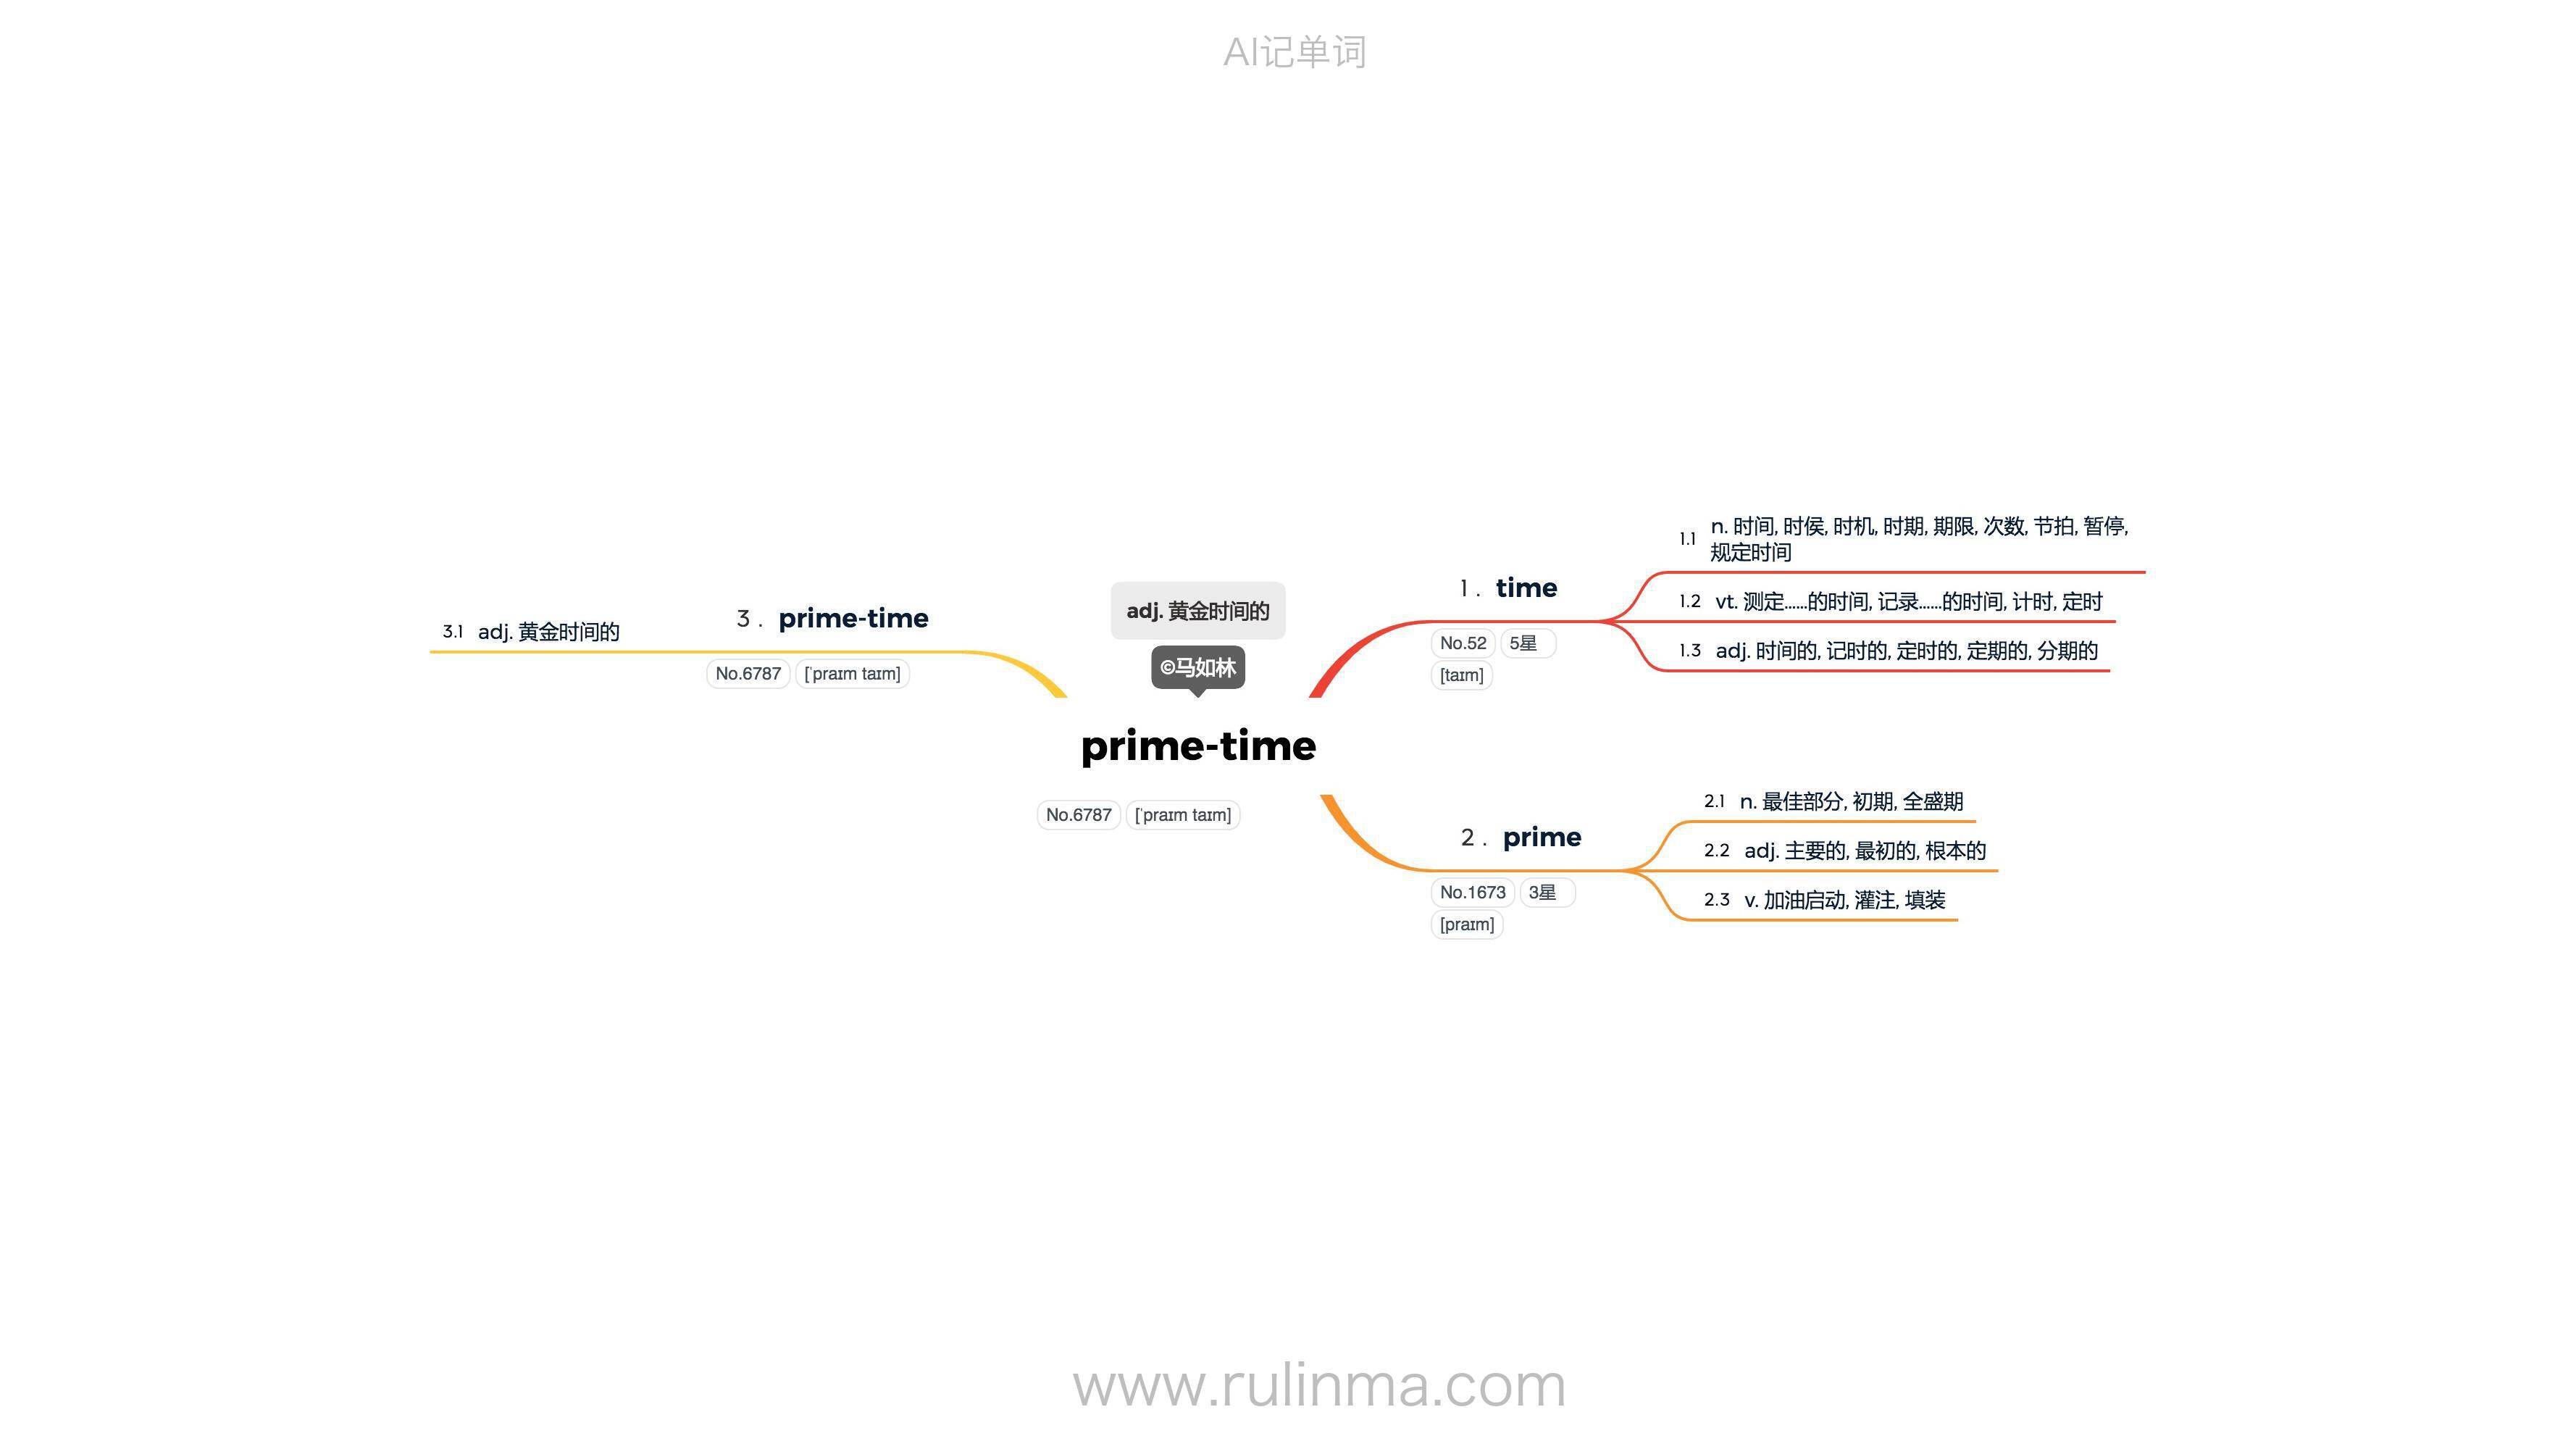 AI记单词
adj. 黄金时间的
©马如林
prime-time
No.6787 [ˈpraɪm taɪm]
1. time
No.52 5星
[taɪm]
1.1 n. 时间, 时侯, 时机, 时期, 期限, 次数, 节拍, 暂停,
规定时间
1.2 vt. 测定......的时间, 记录......的时间, 计时, 定时
1.3 adj. 时间的, 记时的, 定时的, 定期的, 分期的
2. prime
No.1673 3星
[praɪm]
2.1 n. 最佳部分, 初期, 全盛期
2.2 adj. 主要的, 最初的, 根本的
2.3 v. 加油启动, 灌注, 填装
3. prime-time
No.6787 [ˈpraɪm taɪm]
3.1 adj. 黄金时间的
www.rulinma.com